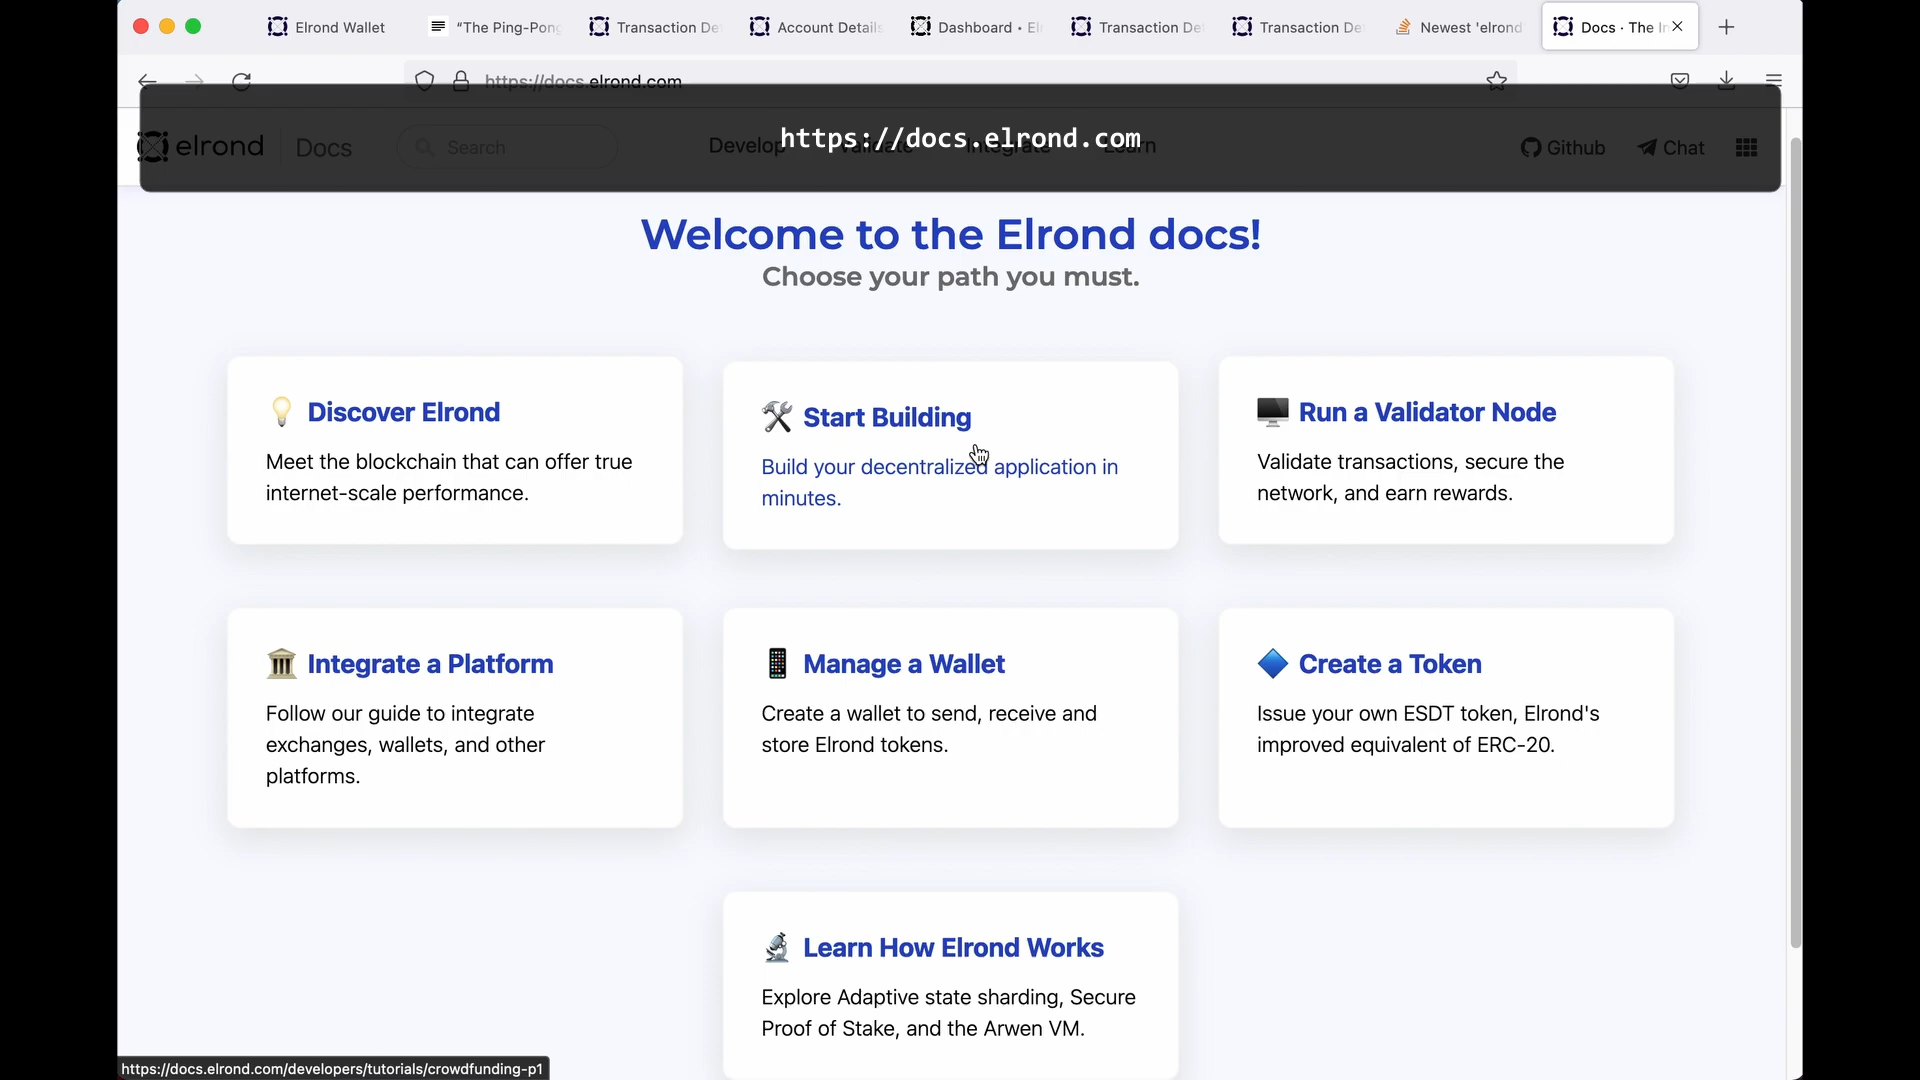 Elrond Wallet
"The Ping-Pong
Transaction De
Account Details
Dashboard • El
Transaction De
Transaction De
Newest 'elrond'
Docs · The In
https://docs.elrond.com
https://docs.elrond.com
elrond
Docs
Search
Develop
Validate
Integrate
Learn
Github
Chat
Welcome to the Elrond docs!
Choose your path you must.
Discover Elrond
Meet the blockchain that can offer true
internet-scale performance.
Start Building
Build your decentralized application in
minutes.
Run a Validator Node
Validate transactions, secure the
network, and earn rewards.
Integrate a Platform
Follow our guide to integrate
exchanges, wallets, and other
platforms.
Manage a Wallet
Create a wallet to send, receive and
store Elrond tokens.
Create a Token
Issue your own ESDT token, Elrond's
improved equivalent of ERC-20.
Learn How Elrond Works
Explore Adaptive state sharding, Secure
Proof of Stake, and the Arwen VM.
https://docs.elrond.com/developers/tutorials/crowdfunding-p1